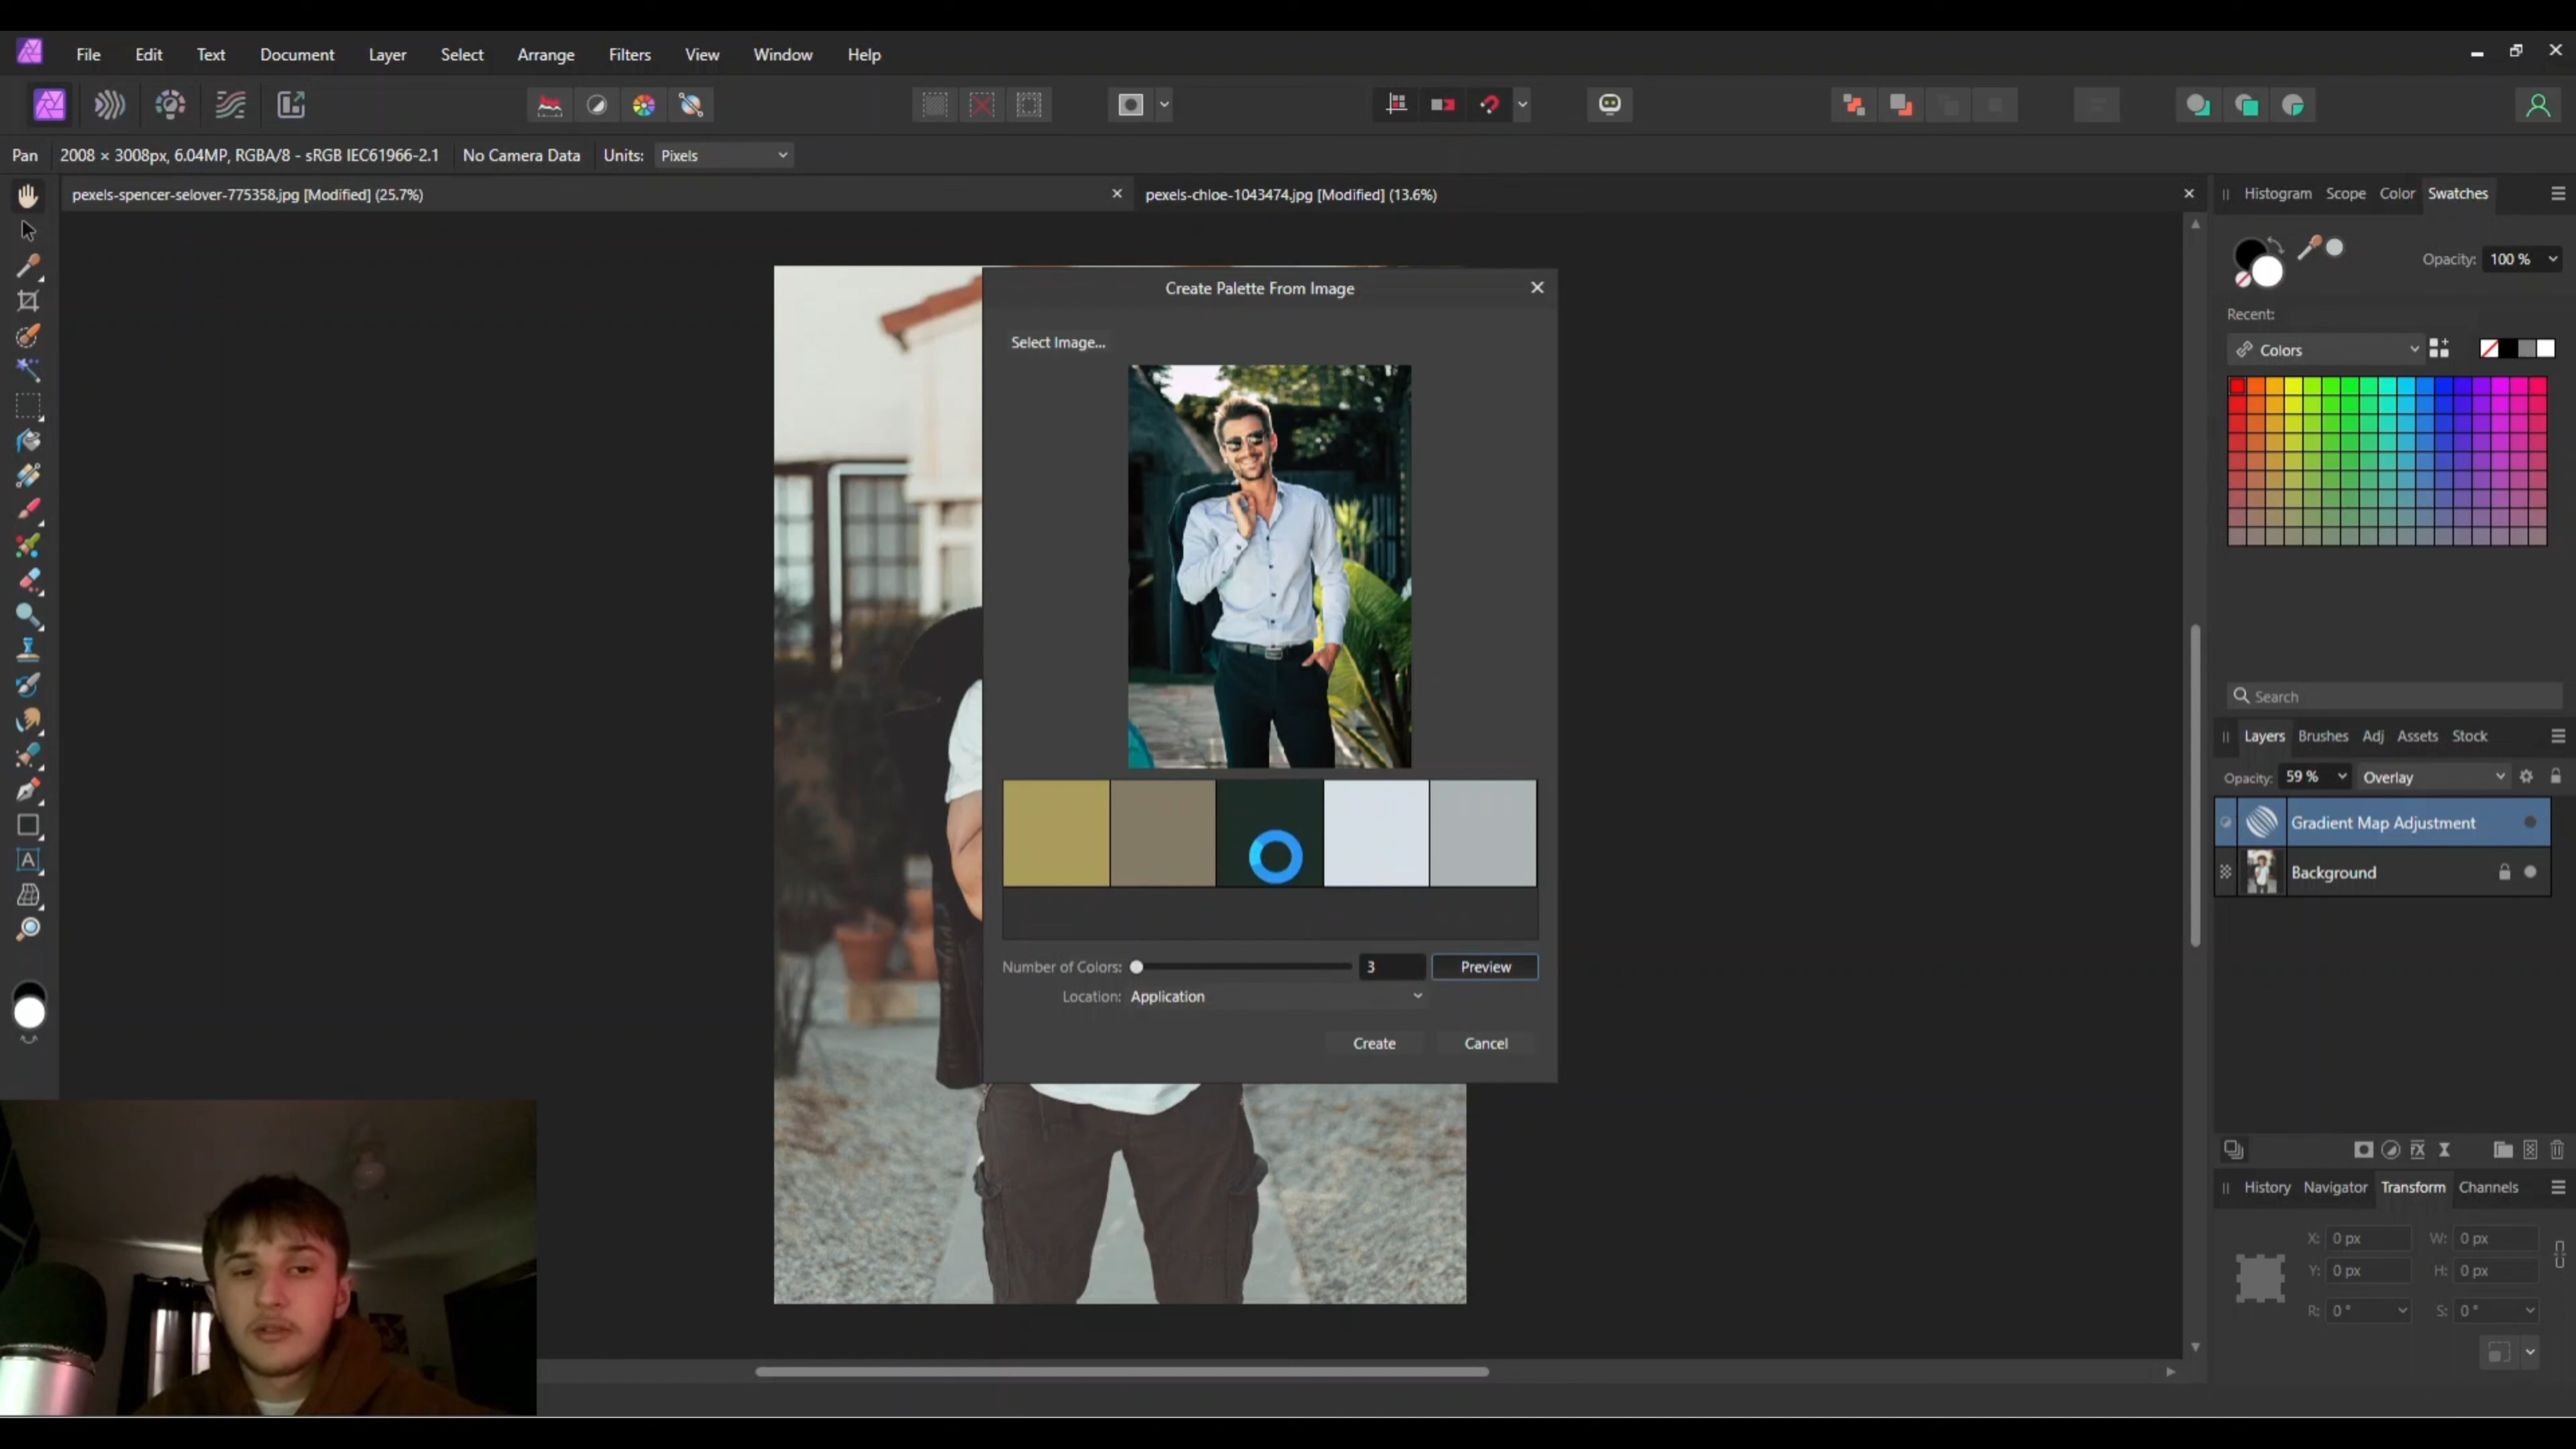 File Edit Text Document Layer Select Arrange Filters View Window Help
Pan 2008 × 3008px, 6.04MP, RGBA/8 - sRGB IEC61966-2.1 No Camera Data Units: Pixels
pexels-spencer-selover-775358.jpg [Modified] (25.7%) pexels-chloe-1043474.jpg [Modified] (13.6%)
Histogram Scope Color Swatches
Opacity: 100 %
Recent:
Colors
Create Palette From Image
Select Image...
Number of Colors: 3 Preview
Location: Application
Create Cancel
Search
Layers Brushes Adj Assets Stock
Opacity: 59 % Overlay
Gradient Map Adjustment
Background
History Navigator Transform Channels
X: 0 px W: 0 px
Y: 0 px H: 0 px
R: 0 ° S: 0 °